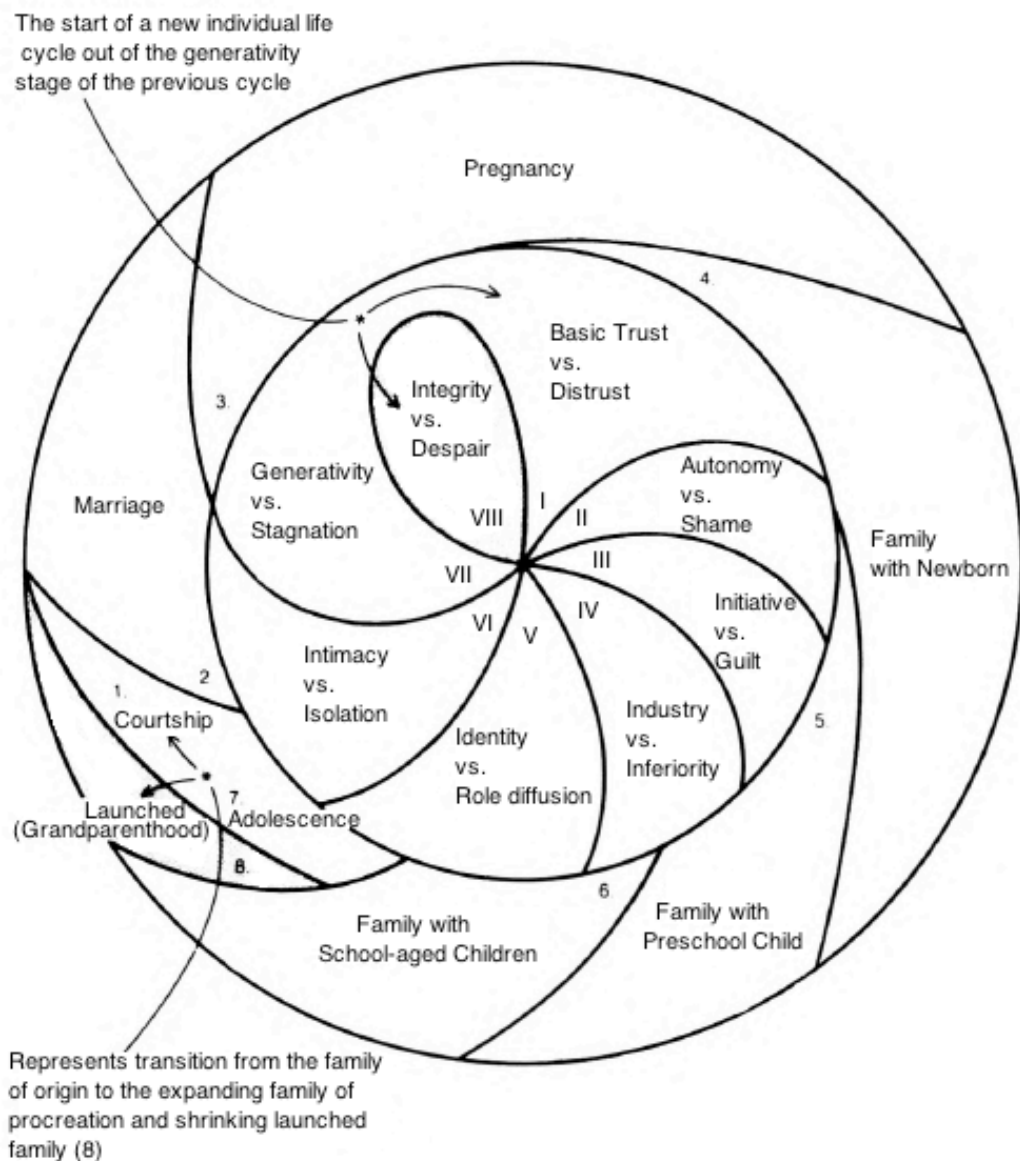 The start of a new individual life
cycle out of the generativity
stage of the previous cycle
Pregnancy
4.
Basic Trust
vs.
Distrust
Integrity
vs.
Despair
3.
Generativity
vs.
Stagnation
Marriage
Autonomy
vs.
Shame
I
II
VIII
Family
with Newborn
III
VII
IV
VI
V
Initiative
vs.
Guilt
Intimacy
vs.
Isolation
2
1.
Courtship
Industry
vs.
Inferiority
5.
Identity
vs.
Role diffusion
7.
Adolescence
Launched
(Grandparenthood)
8.
6.
Family with
School-aged Children
Family with
Preschool Child
Represents transition from the family
of origin to the expanding family of
procreation and shrinking launched
family (8)